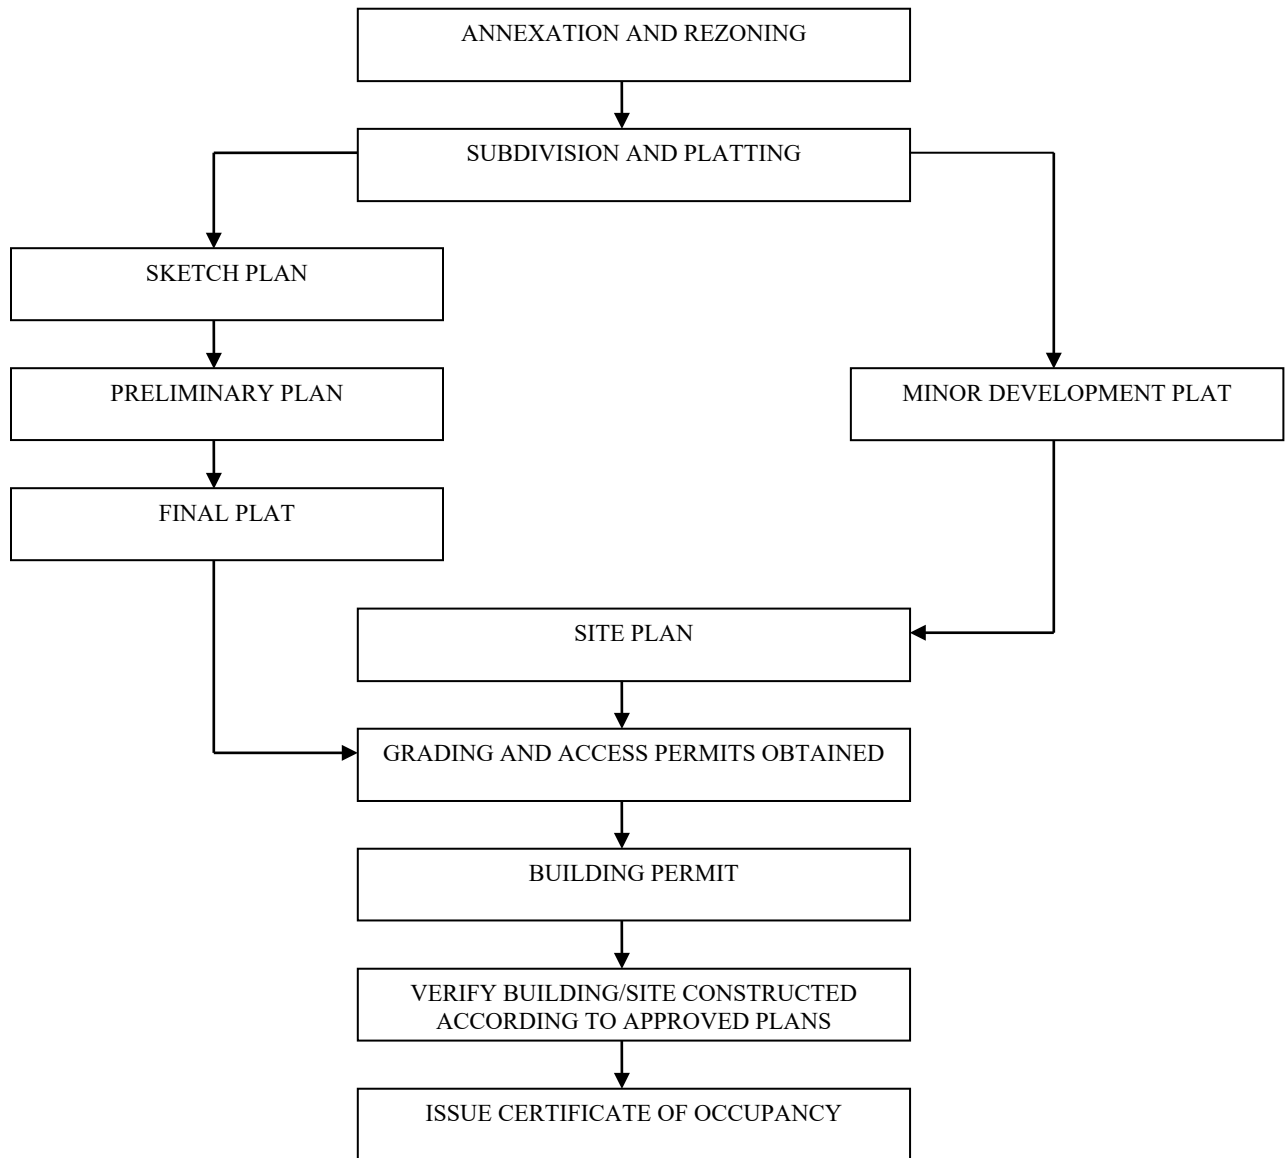 ANNEXATION AND REZONING
SUBDIVISION AND PLATTING
SKETCH PLAN
PRELIMINARY PLAN
MINOR DEVELOPMENT PLAT
FINAL PLAT
SITE PLAN
GRADING AND ACCESS PERMITS OBTAINED
BUILDING PERMIT
VERIFY BUILDING/SITE CONSTRUCTED
ACCORDING TO APPROVED PLANS
ISSUE CERTIFICATE OF OCCUPANCY